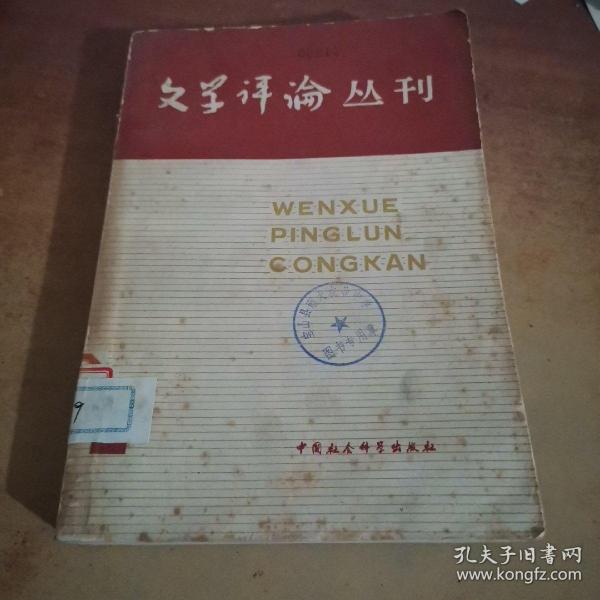 文学评论丛刊
WENXUE
PINGLUN
CONGKAN
图书专用章
9
中国社会科学出版社
孔夫子旧书网
www.kongfz.com